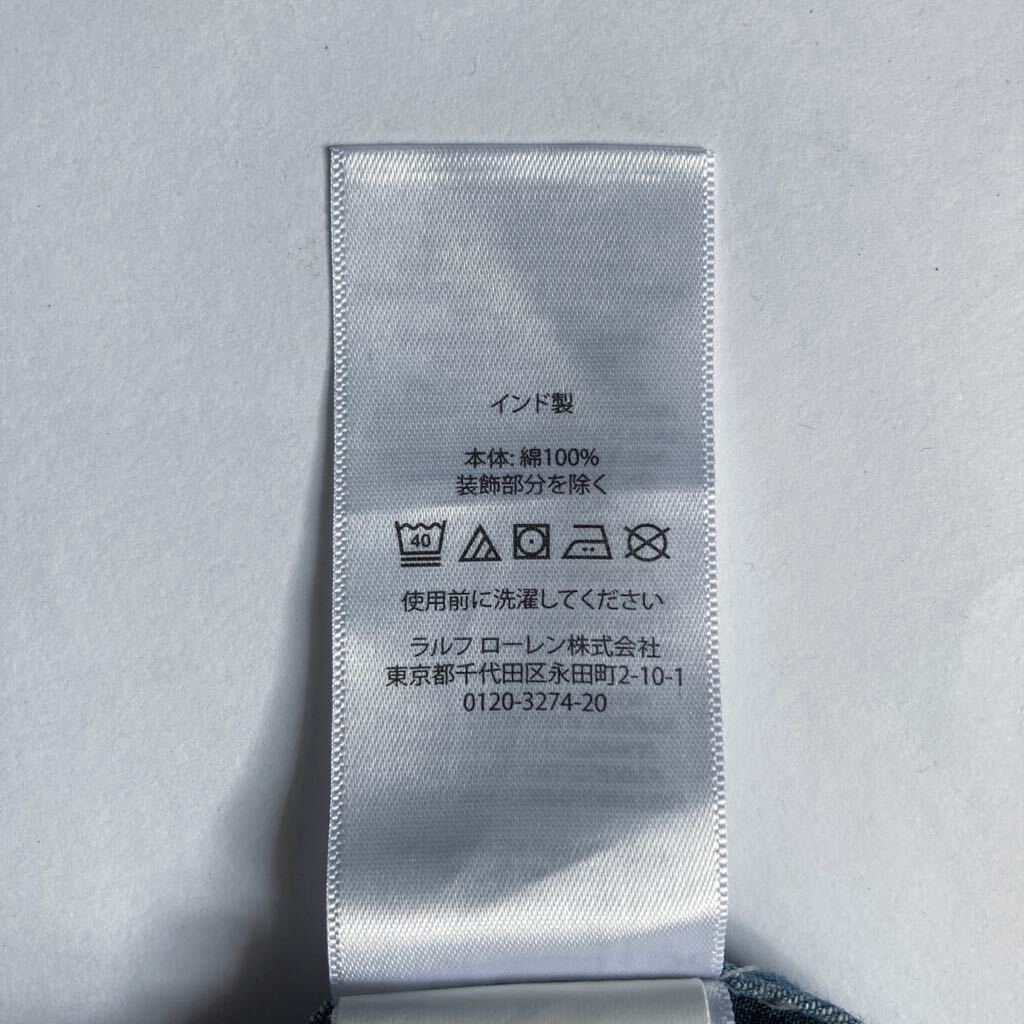 インド製
本体: 綿100%
装飾部分を除く
40
使用前に洗濯してください
ラルフ ローレン株式会社
東京都千代田区永田町2-10-1
0120-3274-20